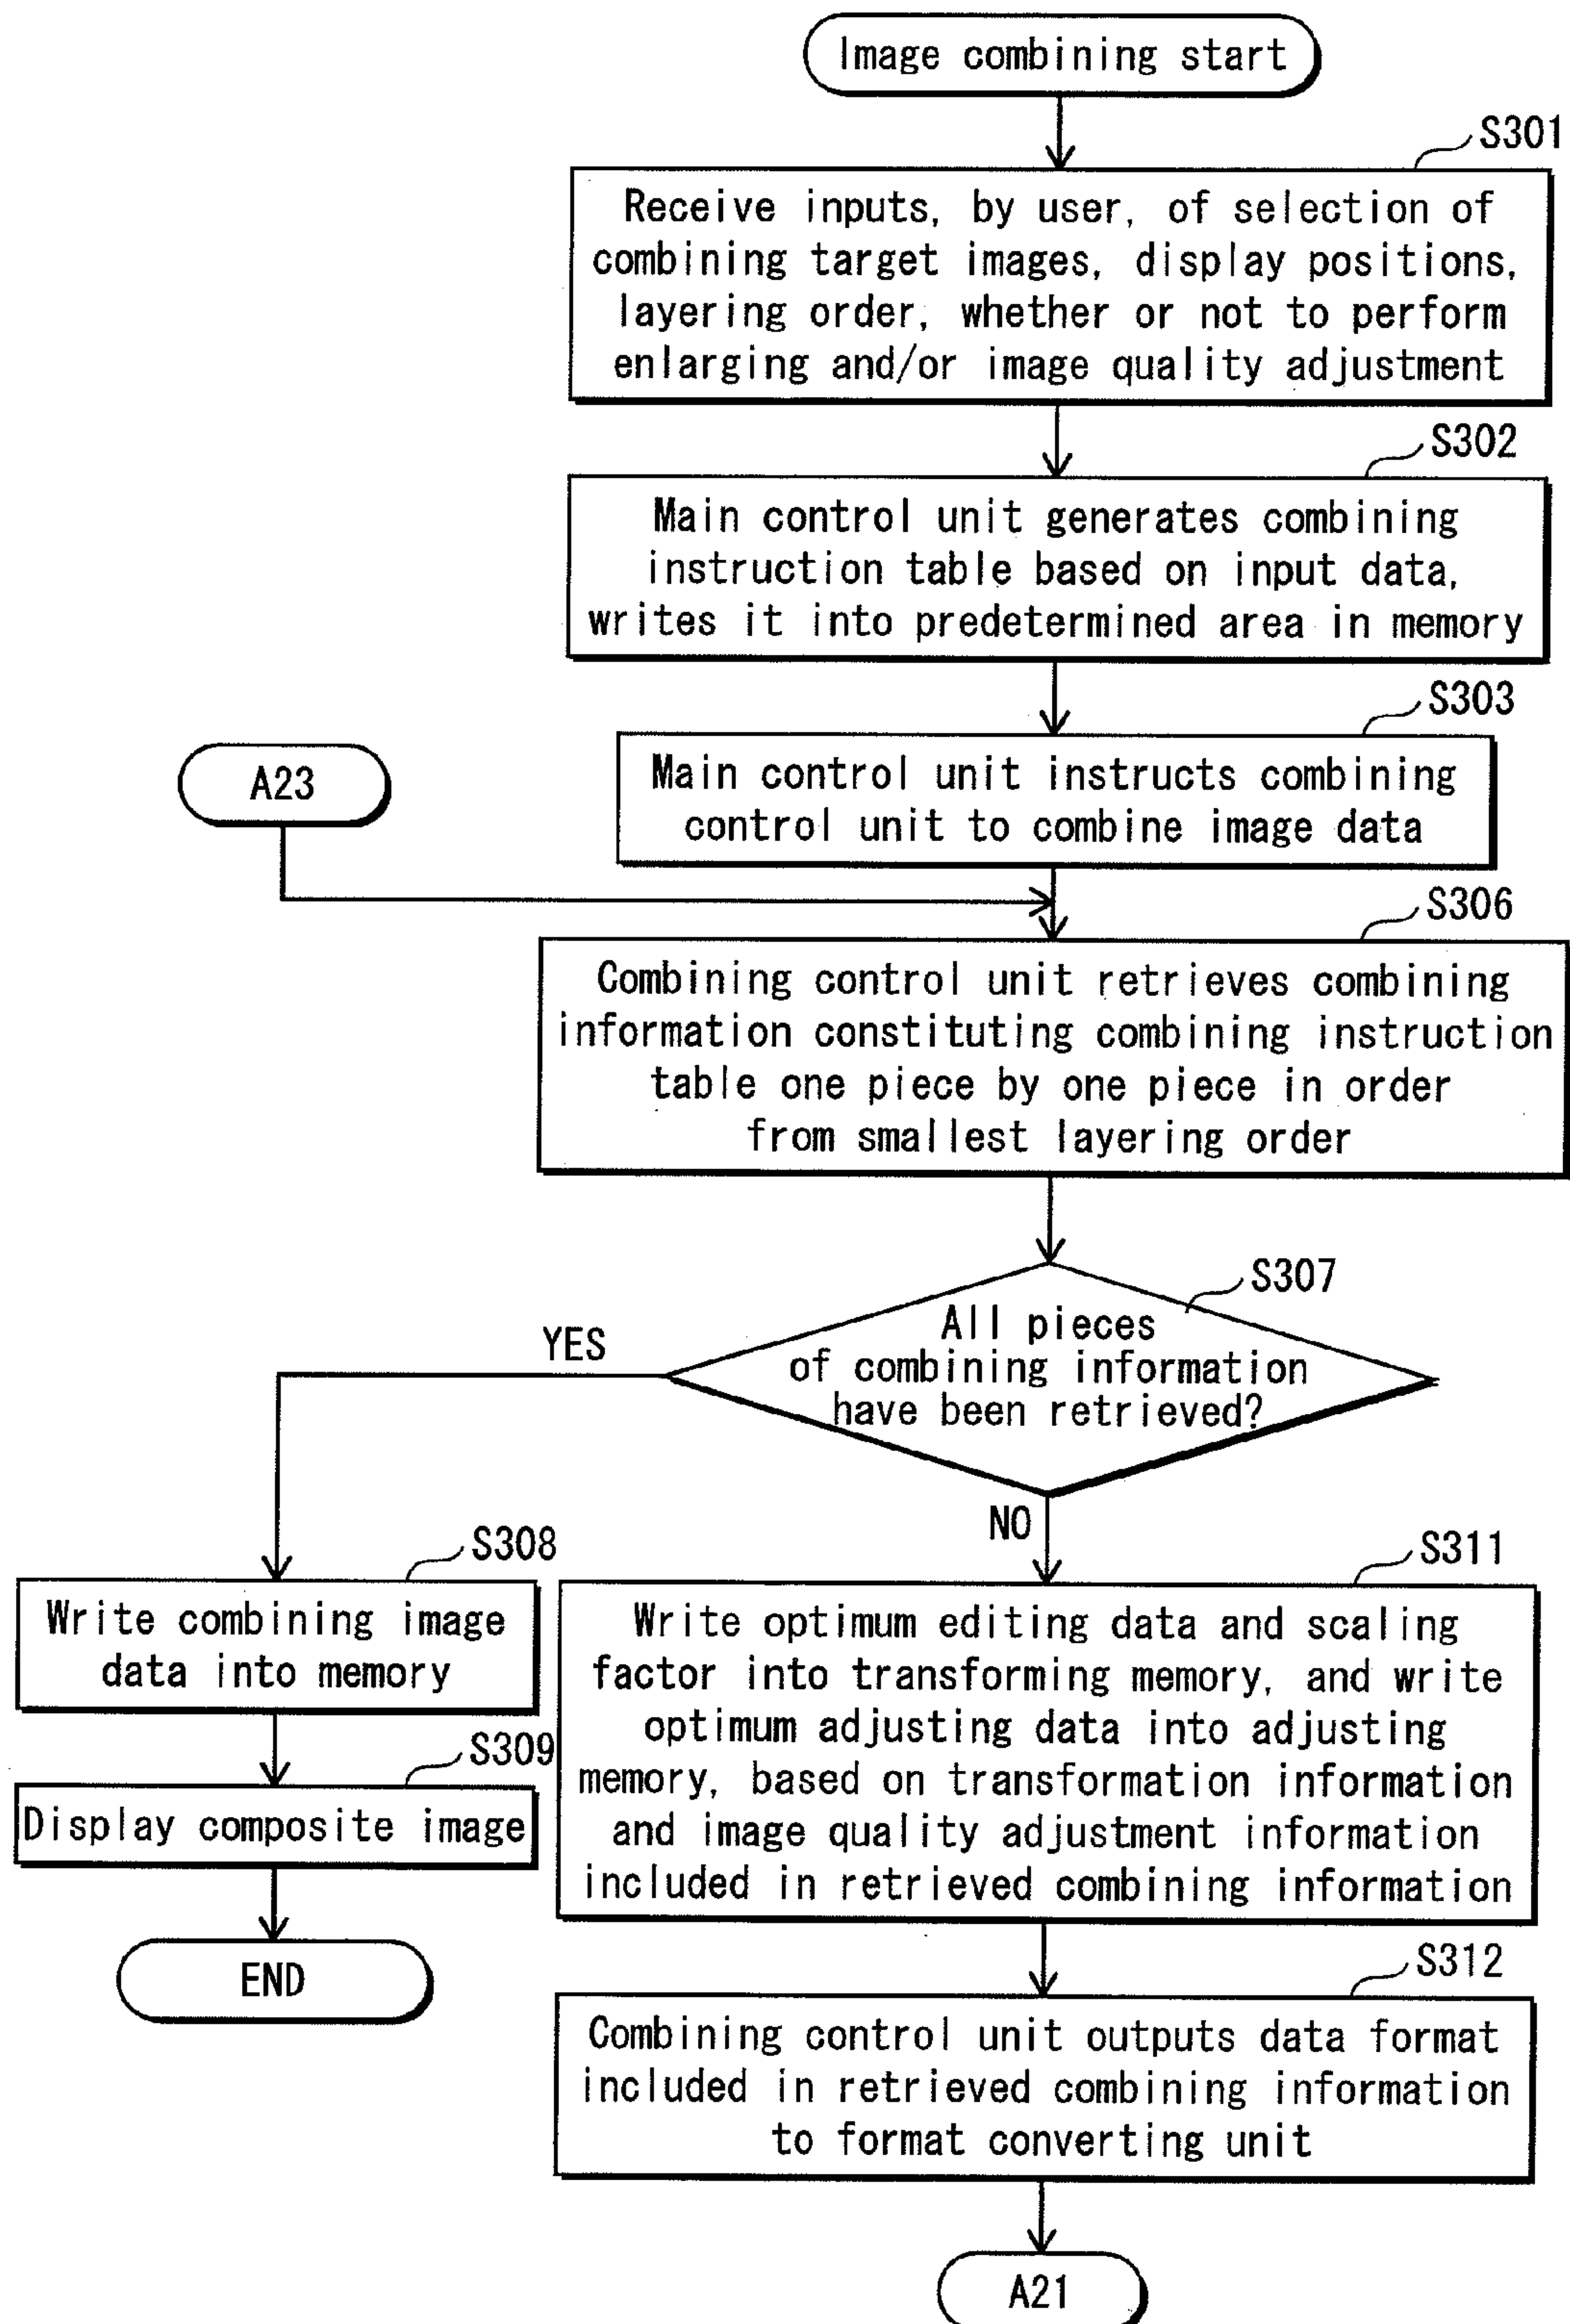 Image combining start
S301
Receive inputs, by user, of selection of
combining target images, display positions,
layering order, whether or not to perform
enlarging and/or image quality adjustment
S302
Main control unit generates combining
instruction table based on input data,
writes it into predetermined area in memory
S303
Main control unit instructs combining
control unit to combine image data
A23
S306
Combining control unit retrieves combining
information constituting combining instruction
table one piece by one piece in order
from smallest layering order
S307
All pieces
of combining information
have been retrieved?
YES
NO
S308
Write combining image
data into memory
S309
Display composite image
END
S311
Write optimum editing data and scaling
factor into transforming memory, and write
optimum adjusting data into adjusting
memory, based on transformation information
and image quality adjustment information
included in retrieved combining information
S312
Combining control unit outputs data format
included in retrieved combining information
to format converting unit
A21